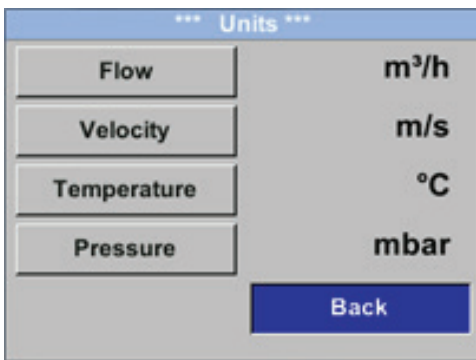 *** Units ***
Flow m³/h
Velocity m/s
Temperature °C
Pressure mbar
Back